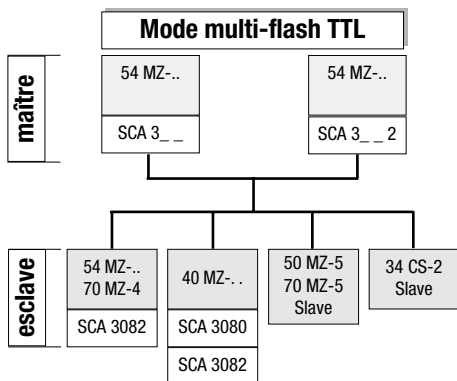 Mode multi-flash TTL
maître
54 MZ-..
SCA 3_ _
54 MZ-..
SCA 3_ _ 2
esclave
54 MZ-..
70 MZ-4
SCA 3082
40 MZ-. .
SCA 3080
SCA 3082
50 MZ-5
70 MZ-5
Slave
34 CS-2
Slave